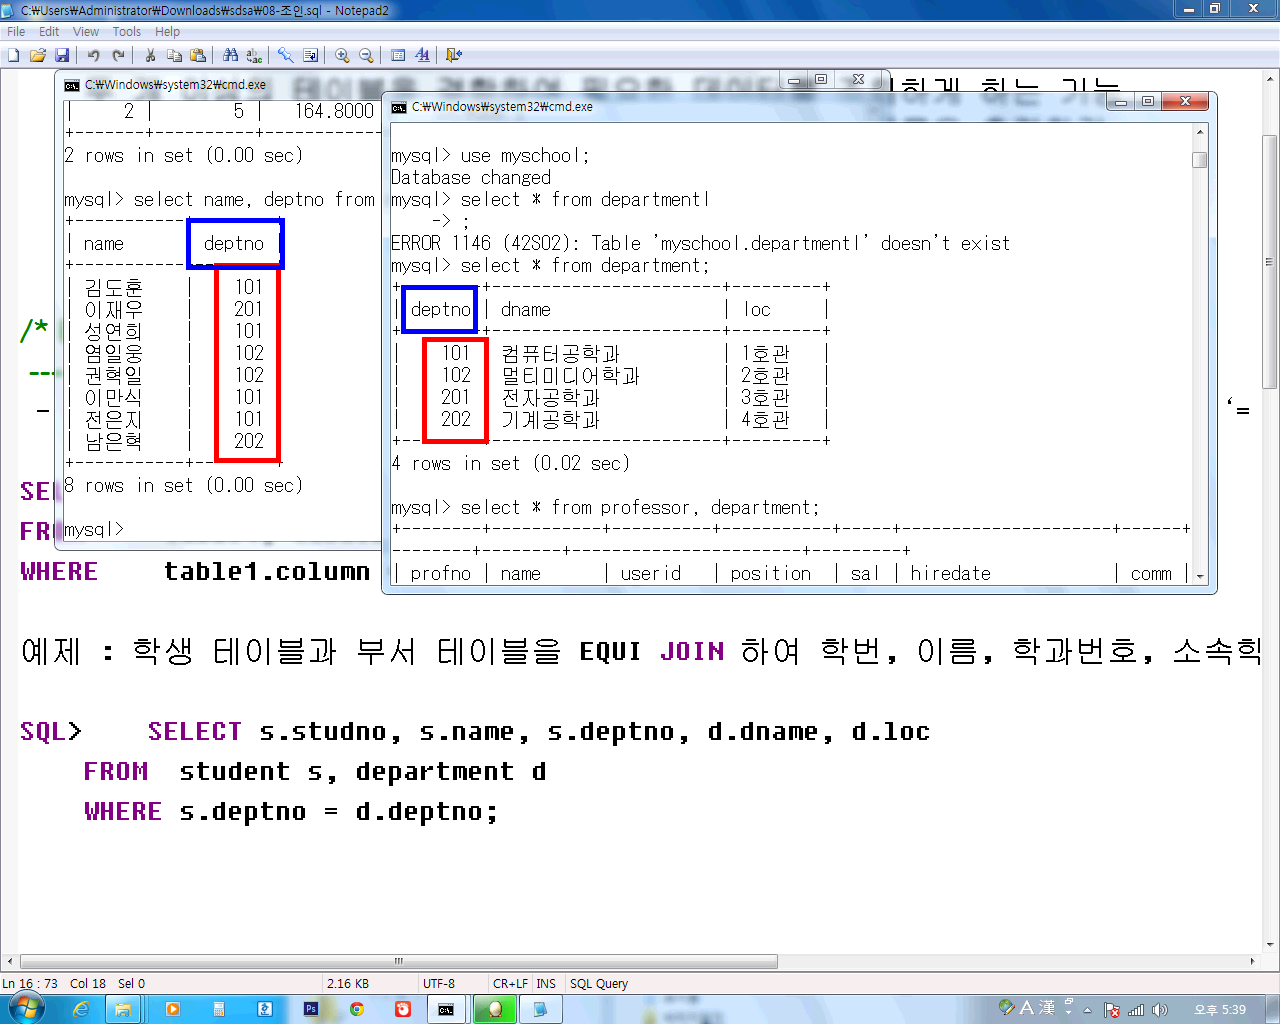 C:\Users\Administrator\Downloads\sdsa\08-조인.sql - Notepad2
File Edit View Tools Help
C:\Windows\system32\cmd.exe
| 2 | 5 | 164.8000
2 rows in set (0.00 sec)
mysql> select name, deptno from
| name | deptno |
| 김도훈 | 101
| 이재우 | 201
| 성연희 | 101
| 염일웅 | 102
| 권혁일 | 102
| 이만식 | 101
| 전은지 | 101
| 남은혁 | 202
8 rows in set (0.00 sec)
mysql>
C:\Windows\system32\cmd.exe
mysql> use myschool;
Database changed
mysql> select * from departmentl
-> ;
ERROR 1146 (42S02): Table 'myschool.departmentl' doesn't exist
mysql> select * from department;
| deptno | dname | loc |
| 101 | 컴퓨터공학과 | 1호관 |
| 102 | 멀티미디어학과 | 2호관 |
| 201 | 전자공학과 | 3호관 |
| 202 | 기계공학과 | 4호관 |
4 rows in set (0.02 sec)
mysql> select * from professor, department;
| profno | name | userid | position | sal | hiredate | comm |
하게 하는 기능
/*
‘=
SEL
FRO
WHERE table1.column
예제 : 학생 테이블과 부서 테이블을 EQUI JOIN 하여 학번, 이름, 학과번호, 소속학
SQL> SELECT s.studno, s.name, s.deptno, d.dname, d.loc
FROM student s, department d
WHERE s.deptno = d.deptno;
Ln 16 : 73 Col 18 Sel 0 2.16 KB UTF-8 CR+LF INS SQL Query
A 漢 오후 5:39